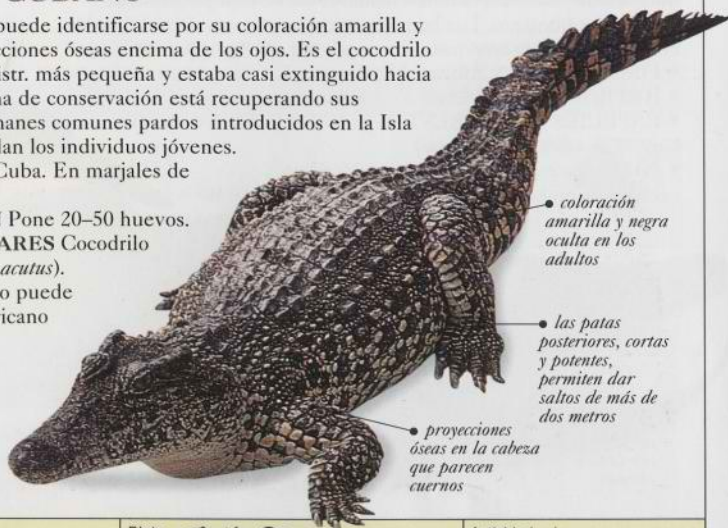 puede identificarse por su coloración amarilla y
ciones óseas encima de los ojos. Es el cocodrilo
istr. más pequeña y estaba casi extinguido hacia
a de conservación está recuperando sus
manes comunes pardos introducidos en la Isla
dan los individuos jóvenes.
Cuba. En marjales de
Pone 20–50 huevos.
ARES Cocodrilo
acutus).
o puede
icano
coloración
amarilla y negra
oculta en los
adultos
las patas
posteriores, cortas
y potentes,
permiten dar
saltos de más de
dos metros
proyecciones
óseas en la cabeza
que parecen
cuernos